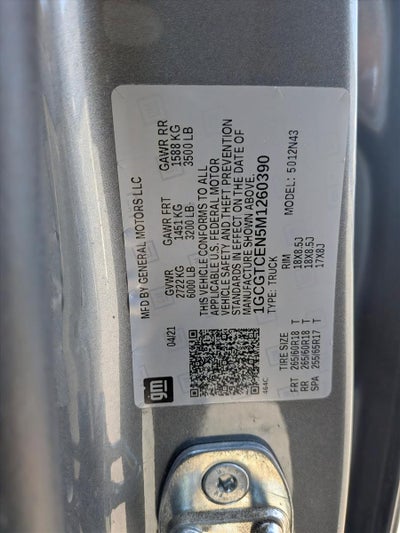 gm
04/21
MFD BY GENERAL MOTORS LLC
GVWR GAWR FRT GAWR RR
2722 KG 1451 KG 1588 KG
6000 LB 3200 LB 3500 LB
THIS VEHICLE CONFORMS TO ALL
APPLICABLE U.S. FEDERAL MOTOR
VEHICLE SAFETY AND THEFT PREVENTION
STANDARDS IN EFFECT ON THE DATE OF
MANUFACTURE SHOWN ABOVE.
1GCGTCEN5M1260390
TYPE: TRUCK MODEL: 5012N43
464C
TIRE SIZE RIM
FRT 265/60R18 T 18X8.5J
RR 265/60R18 T 18X8.5J
SPA 255/65R17 T 17X8J